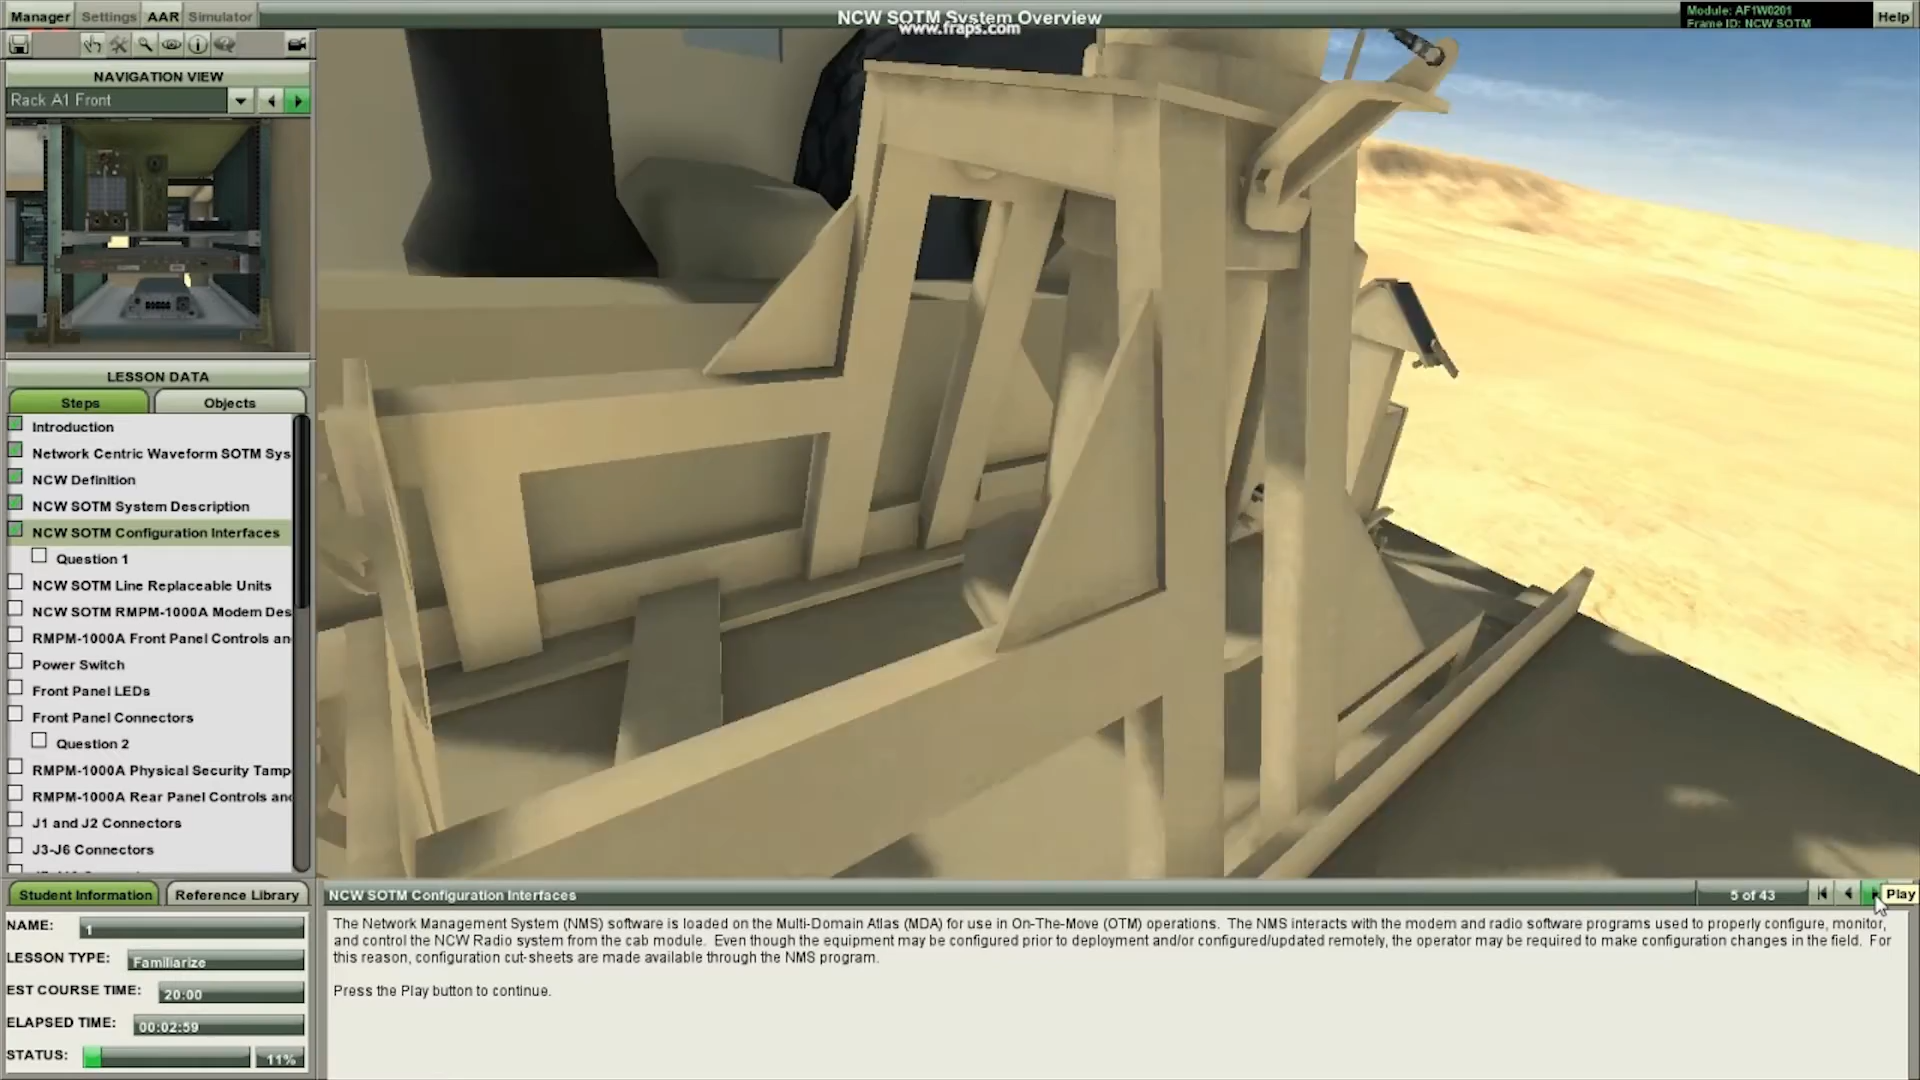 Manager Settings AAR Simulator
NCW SOTM System Overview
www.fraps.com
Module: AF1W0201
Frame ID: NCW SOTM
Help
NAVIGATION VIEW
Rack A1 Front
LESSON DATA
Steps Objects
Introduction
Network Centric Waveform SOTM Sys
NCW Definition
NCW SOTM System Description
NCW SOTM Configuration Interfaces
Question 1
NCW SOTM Line Replaceable Units
NCW SOTM RMPM-1000A Modem Des
RMPM-1000A Front Panel Controls an
Power Switch
Front Panel LEDs
Front Panel Connectors
Question 2
RMPM-1000A Physical Security Tamp
RMPM-1000A Rear Panel Controls and
J1 and J2 Connectors
J3-J6 Connectors
Student Information Reference Library
NAME: 1
LESSON TYPE: Familiarize
EST COURSE TIME: 20:00
ELAPSED TIME: 00:02:59
STATUS: 11%
NCW SOTM Configuration Interfaces
5 of 43
Play
The Network Management System (NMS) software is loaded on the Multi-Domain Atlas (MDA) for use in On-The-Move (OTM) operations. The NMS interacts with the modem and radio software programs used to properly configure, monitor,
and control the NCW Radio system from the cab module. Even though the equipment may be configured prior to deployment and/or configured/updated remotely, the operator may be required to make configuration changes in the field. For
this reason, configuration cut-sheets are made available through the NMS program.
Press the Play button to continue.